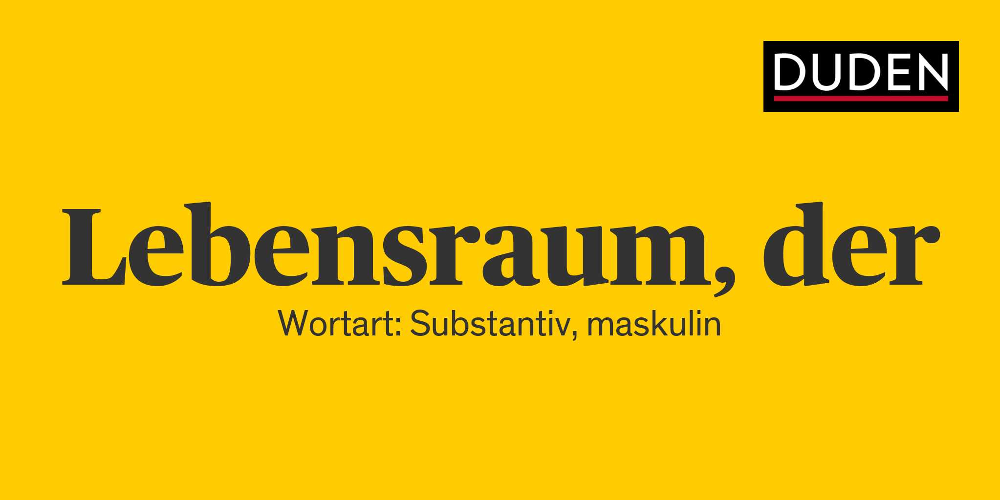 DUDEN
Lebensraum, der
Wortart: Substantiv, maskulin